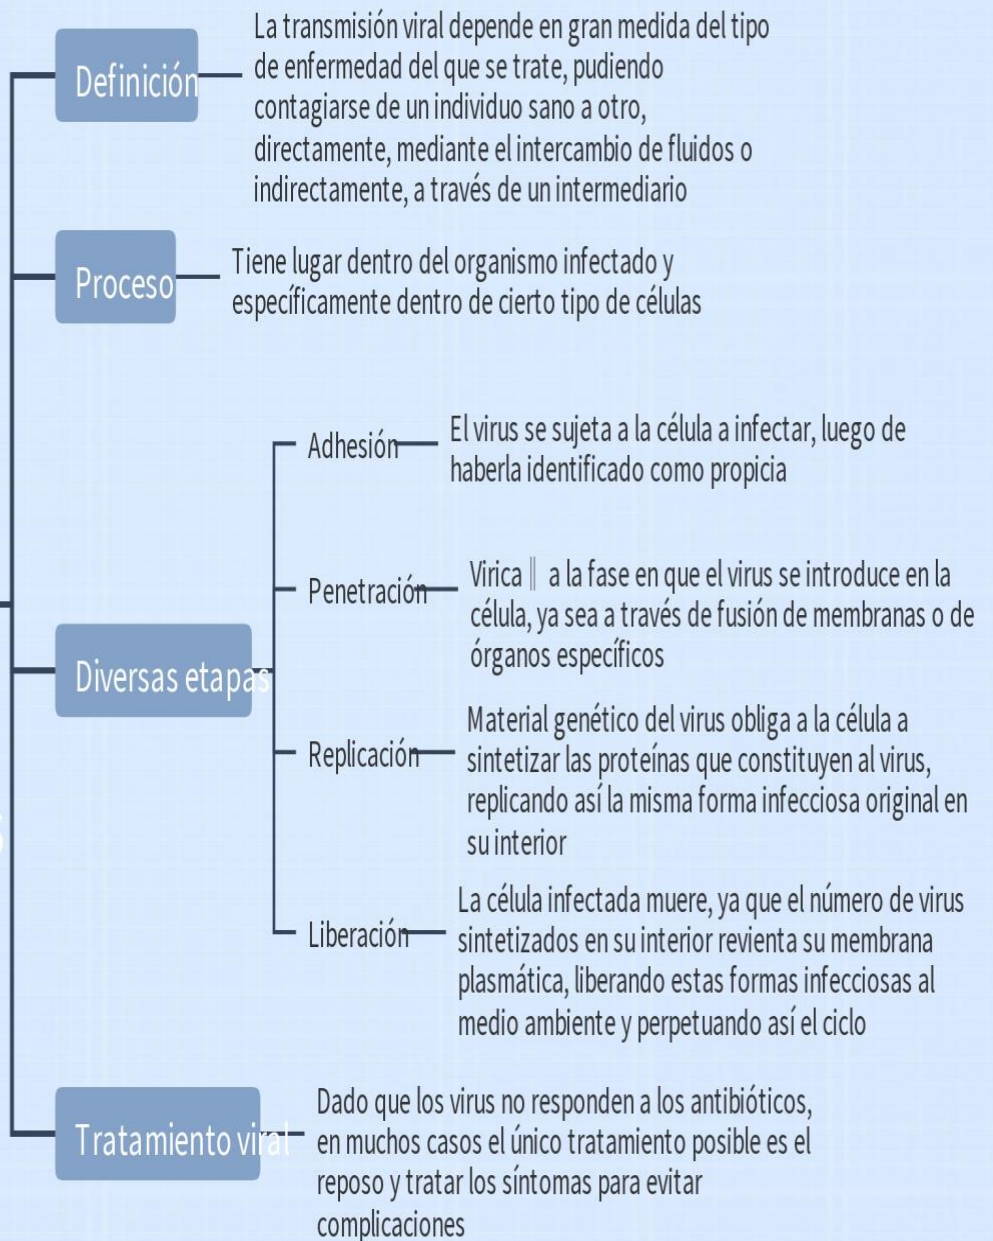 Definición
La transmisión viral depende en gran medida del tipo
de enfermedad del que se trate, pudiendo
contagiarse de un individuo sano a otro,
directamente, mediante el intercambio de fluidos o
indirectamente, a través de un intermediario
Proceso
Tiene lugar dentro del organismo infectado y
específicamente dentro de cierto tipo de células
Diversas etapas
Adhesión
El virus se sujeta a la célula a infectar, luego de
haberla identificado como propicia
Penetración
Virica ‖ a la fase en que el virus se introduce en la
célula, ya sea a través de fusión de membranas o de
órganos específicos
Replicación
Material genético del virus obliga a la célula a
sintetizar las proteínas que constituyen al virus,
replicando así la misma forma infecciosa original en
su interior
Liberación
La célula infectada muere, ya que el número de virus
sintetizados en su interior revienta su membrana
plasmática, liberando estas formas infecciosas al
medio ambiente y perpetuando así el ciclo
Tratamiento viral
Dado que los virus no responden a los antibióticos,
en muchos casos el único tratamiento posible es el
reposo y tratar los síntomas para evitar
complicaciones